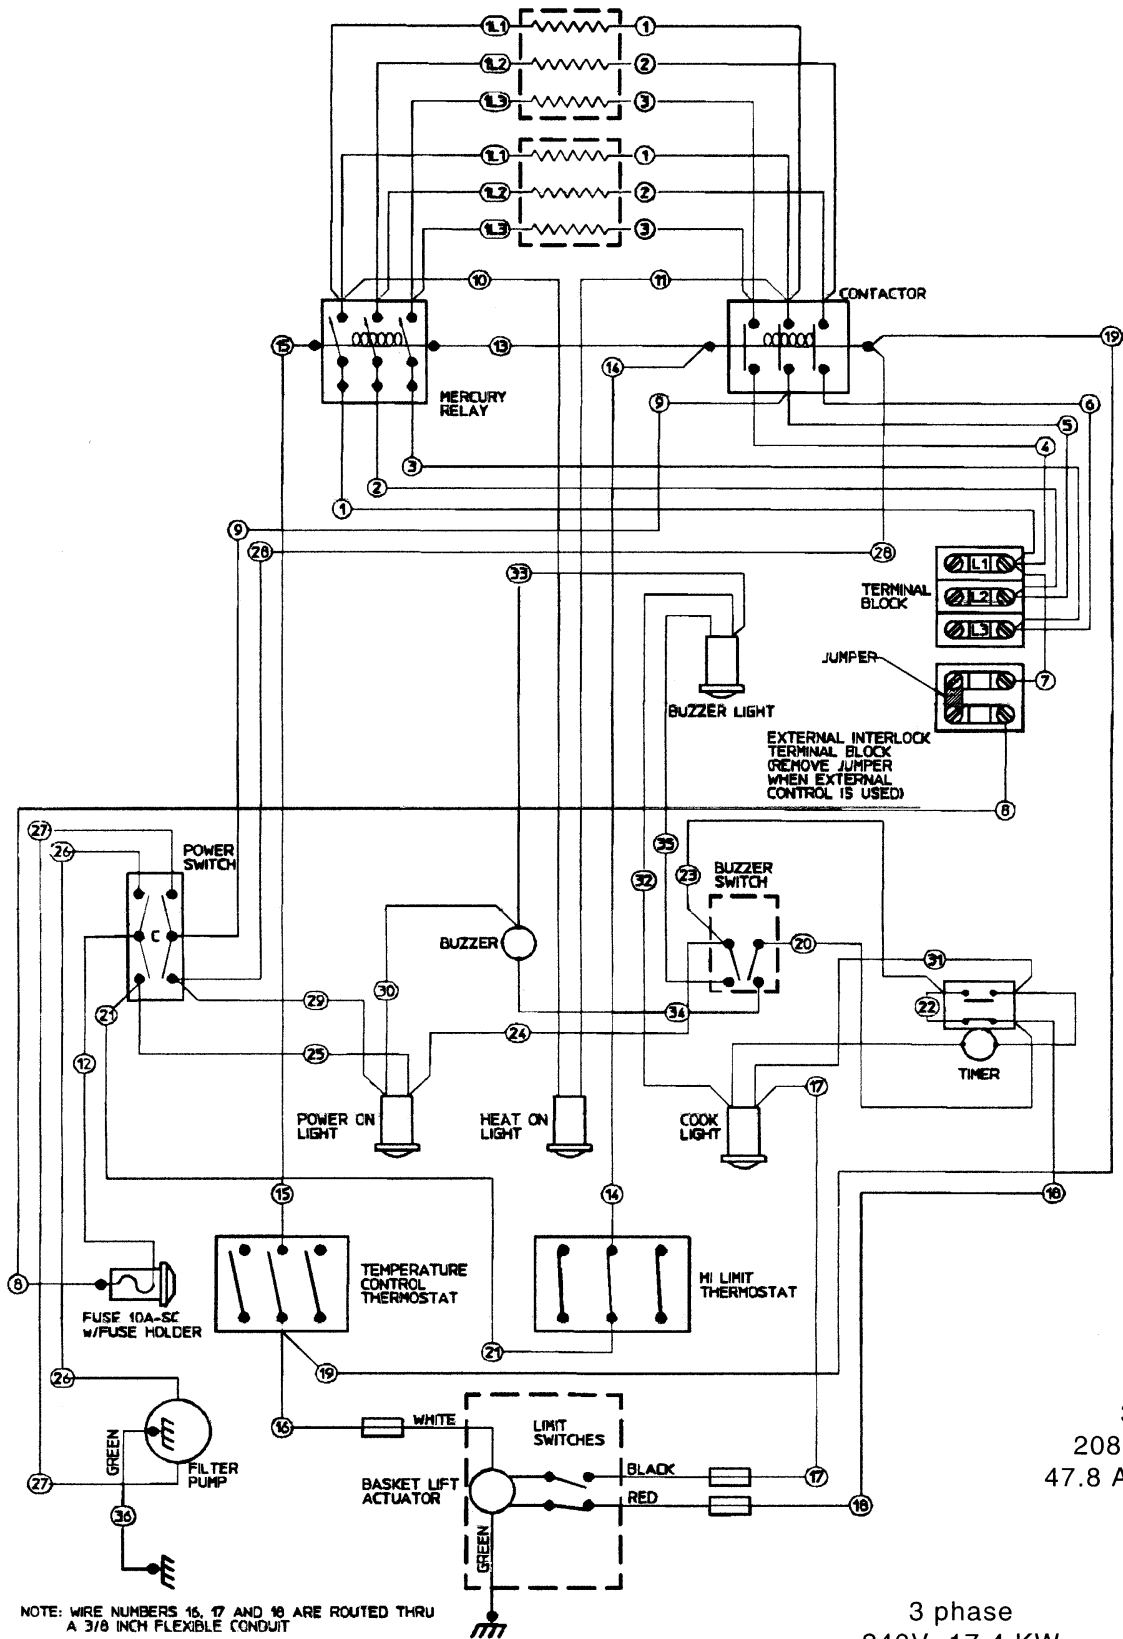 1L1 1
1L2 2
1L3 3
1L1 1
1L2 2
1L3 3
10 11
CONTACTOR
15 13 19
14
MERCURY
RELAY
9 6
5
4
3
2
1
9
28 28
33
TERMINAL
BLOCK
L1
L2
L3
JUMPER
7
BUZZER LIGHT
EXTERNAL INTERLOCK
TERMINAL BLOCK
(REMOVE JUMPER
WHEN EXTERNAL
CONTROL IS USED)
8
27
26
POWER
SWITCH
35
32
23
BUZZER
SWITCH
C
BUZZER
20
31
30
29
21
34
24
22
25
12
TIMER
17
POWER ON
LIGHT
HEAT ON
LIGHT
COOK
LIGHT
15 14 18
8
TEMPERATURE
CONTROL
THERMOSTAT
HI LIMIT
THERMOSTAT
FUSE 10A-SC
W/FUSE HOLDER
21
19
26
16
WHITE
LIMIT
SWITCHES
GREEN
FILTER
PUMP
27
BASKET LIFT
ACTUATOR
BLACK
17
RED
18
36
GREEN
208
47.8 A
NOTE: WIRE NUMBERS 16, 17 AND 18 ARE ROUTED THRU
A 3/8 INCH FLEXIBLE CONDUIT
3 phase